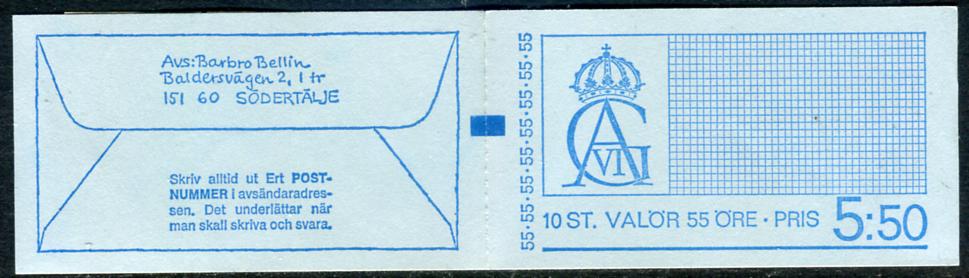 Avs: Barbro Bellin
Baldersvägen 2, 1 tr
151 60 SÖDERTÄLJE
Skriv alltid ut Ert POST-
NUMMER i avsändaradres-
sen. Det underlättar när
man skall skriva och svara.
55·55·55·55·55·55·55·55·55
CAVIG
10 ST. VALÖR 55 ÖRE · PRIS 5:50